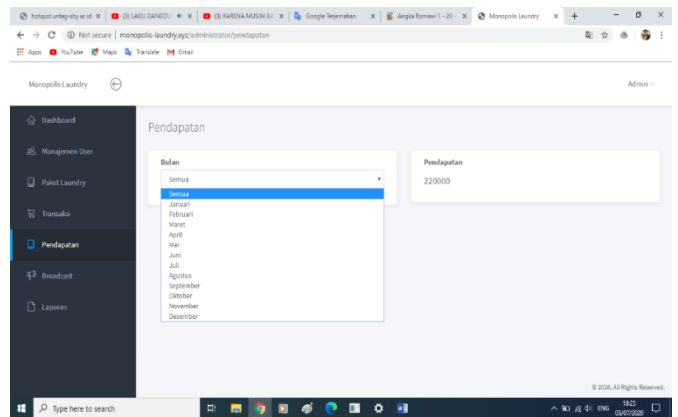 hotspot.untag-sby.ac.id
(3) LAGU DANGDU
(3) KARENA MUSIM BU
Google Terjemahan
Angka Romawi 1 - 20 -
Monopolis Laundry
Not secure | monopolis-laundry.xyz/administrator/pendapatan
Apps YouTube Maps Translate Gmail
Monopolis Laundry
Admin
Dashboard
Manajemen User
Paket Laundry
Transaksi
Pendapatan
Broadcast
Laporan
Pendapatan
Bulan
Semua
Semua
Januari
Februari
Maret
April
Mei
Juni
Juli
Agustus
September
Oktober
November
Desember
Pendapatan
220000
© 2020. All Rights Reserved.
Type here to search
ENG
18:25
03/07/2020